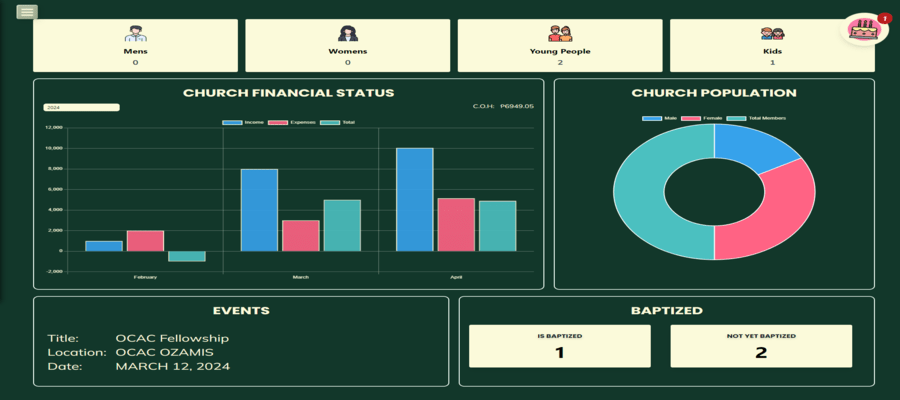 Mens
0
Womens
0
Young People
2
Kids
1
1
CHURCH FINANCIAL STATUS
2024
C.O.H: P6949.05
Income Expenses Total
12,000
10,000
8,000
6,000
4,000
2,000
0
-2,000
February March April
CHURCH POPULATION
Male Female Total Members
EVENTS
Title: OCAC Fellowship
Location: OCAC OZAMIS
Date: MARCH 12, 2024
BAPTIZED
IS BAPTIZED
1
NOT YET BAPTIZED
2